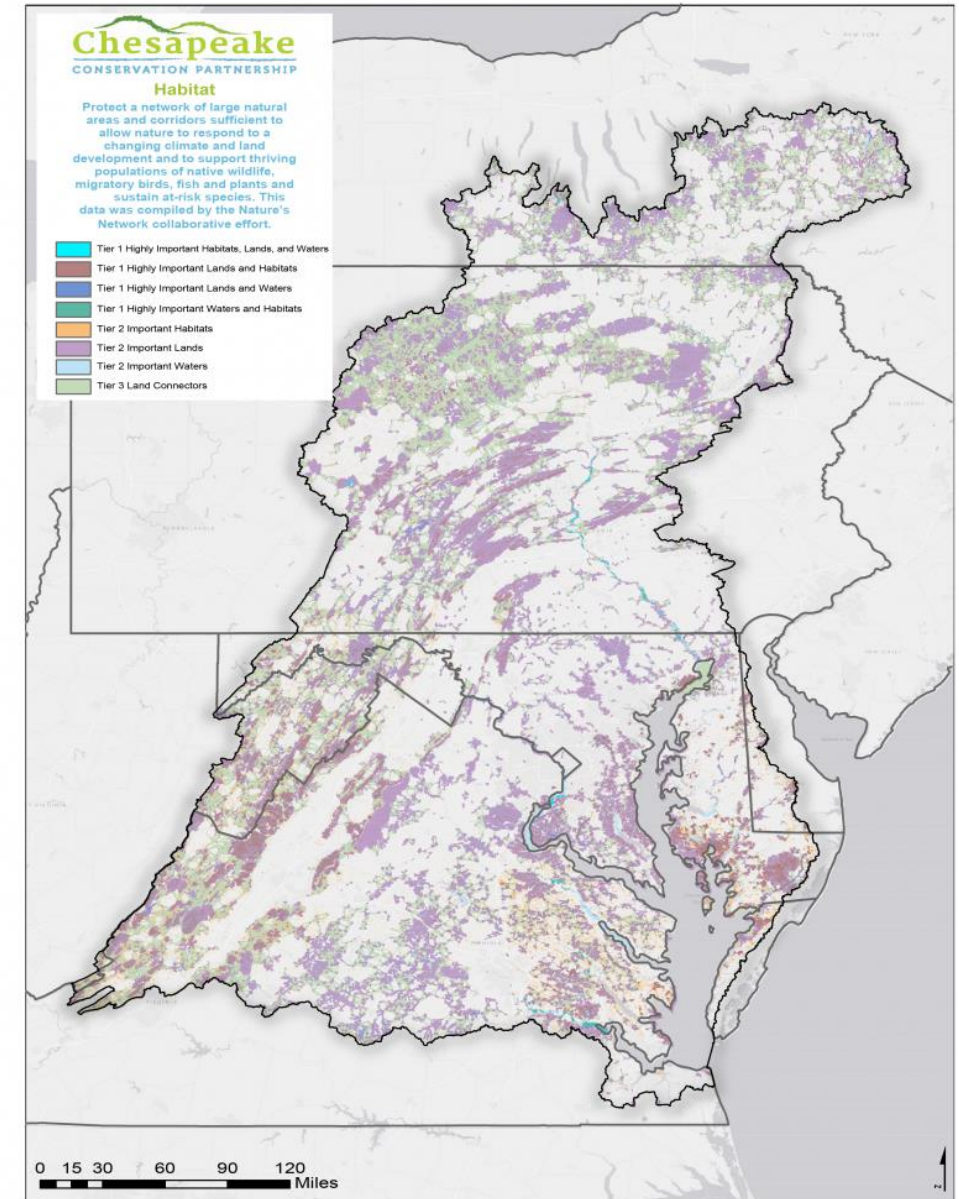 Chesapeake
CONSERVATION PARTNERSHIP
Habitat
Protect a network of large natural
areas and corridors sufficient to
allow nature to respond to a
changing climate and land
development and to support thriving
populations of native wildlife,
migratory birds, fish and plants and
sustain at-risk species. This
data was compiled by the Nature's
Network collaborative effort.
Tier 1 Highly Important Habitats, Lands, and Waters
Tier 1 Highly Important Lands and Habitats
Tier 1 Highly Important Lands and Waters
Tier 1 Highly Important Waters and Habitats
Tier 2 Important Habitats
Tier 2 Important Lands
Tier 2 Important Waters
Tier 3 Land Connectors
0 15 30 60 90 120
Miles